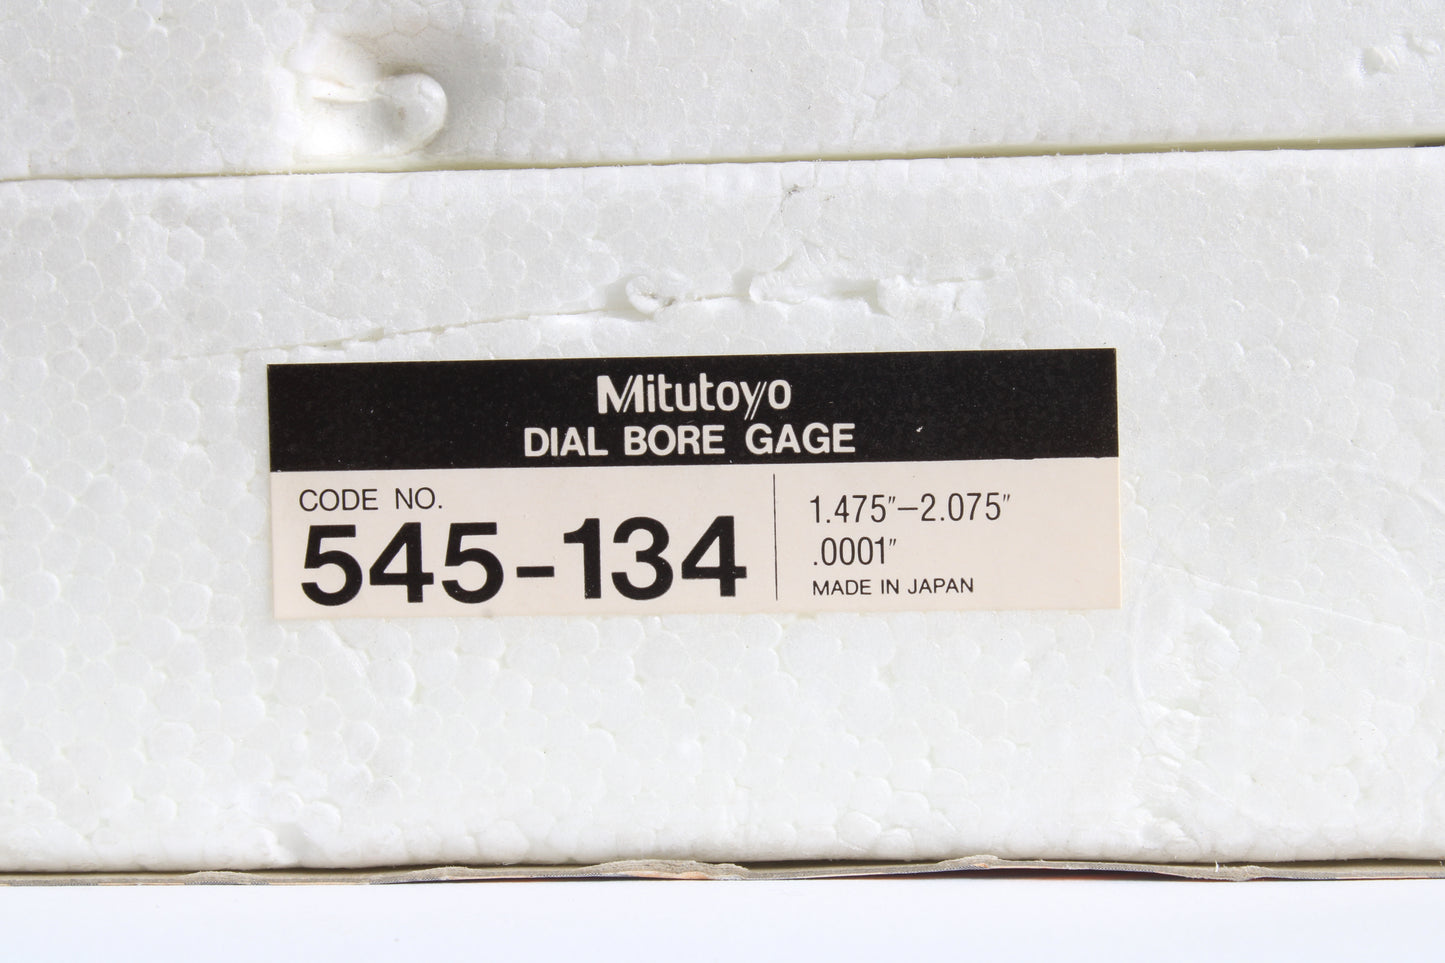 Mitutoyo
DIAL BORE GAGE
CODE NO.
545-134
1.475"-2.075"
.0001"
MADE IN JAPAN